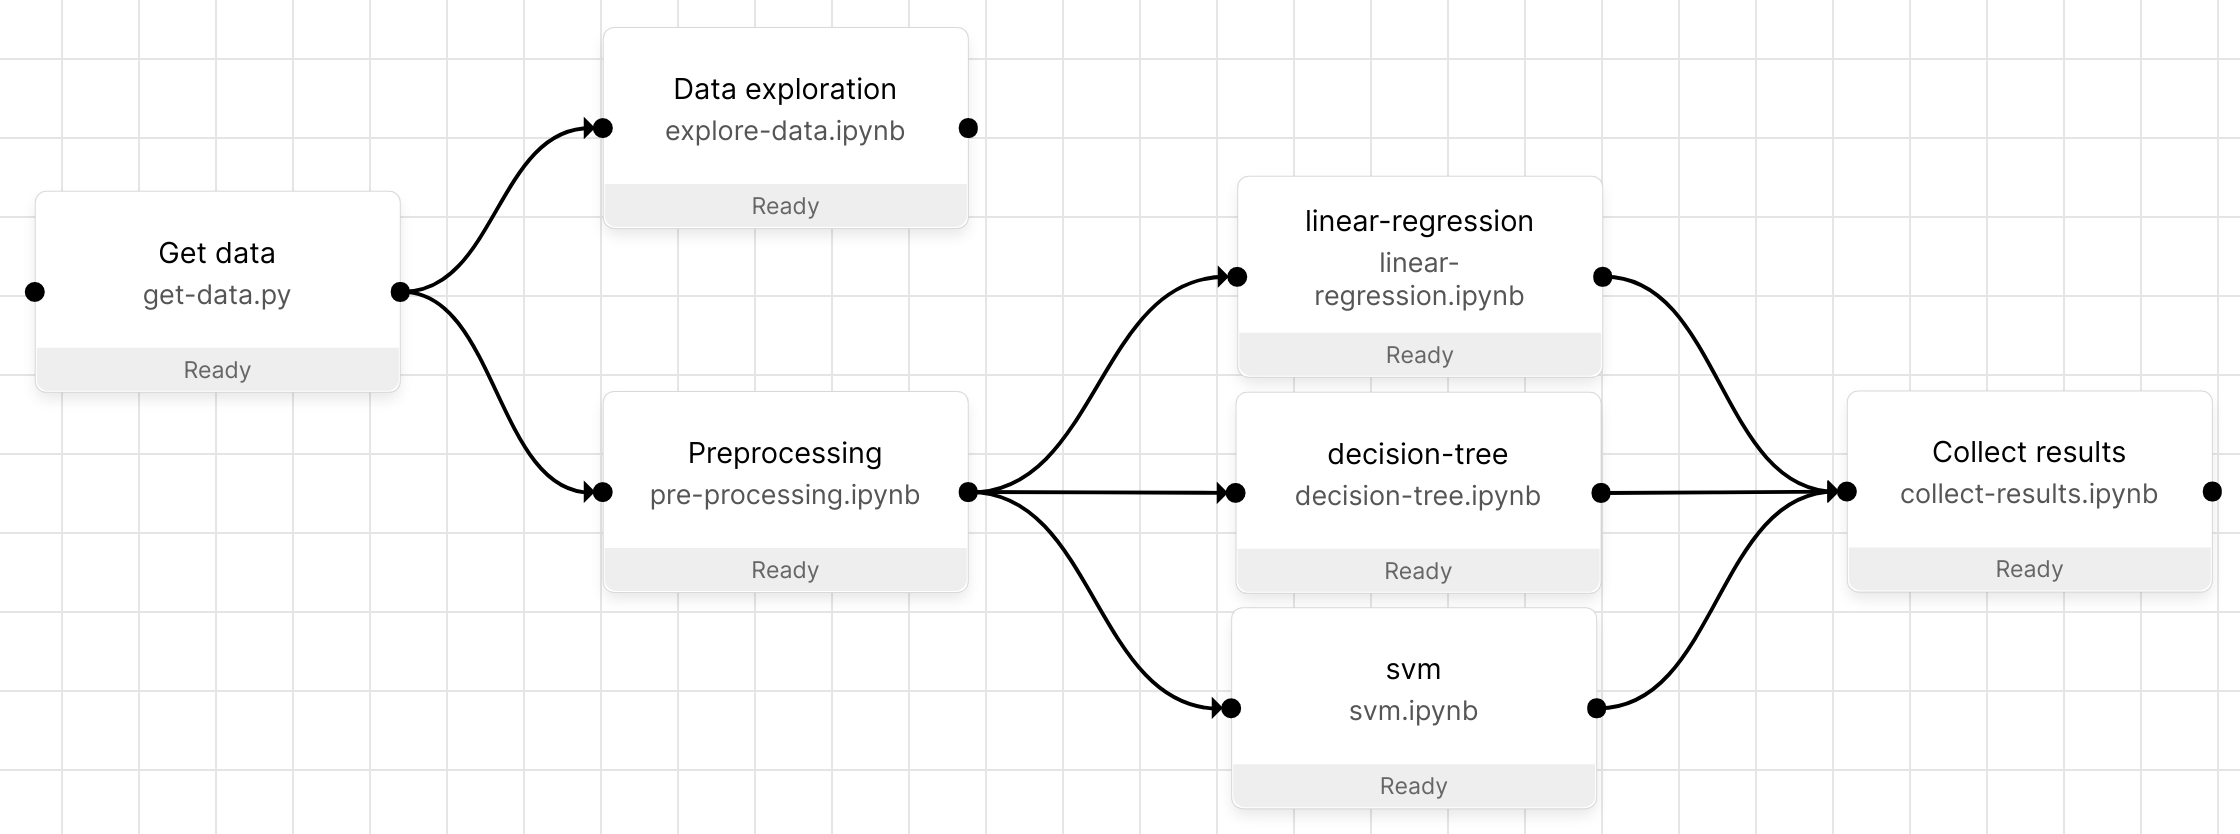 Get data
get-data.py
Ready
Data exploration
explore-data.ipynb
Ready
Preprocessing
pre-processing.ipynb
Ready
linear-regression
linear-
regression.ipynb
Ready
decision-tree
decision-tree.ipynb
Ready
svm
svm.ipynb
Ready
Collect results
collect-results.ipynb
Ready